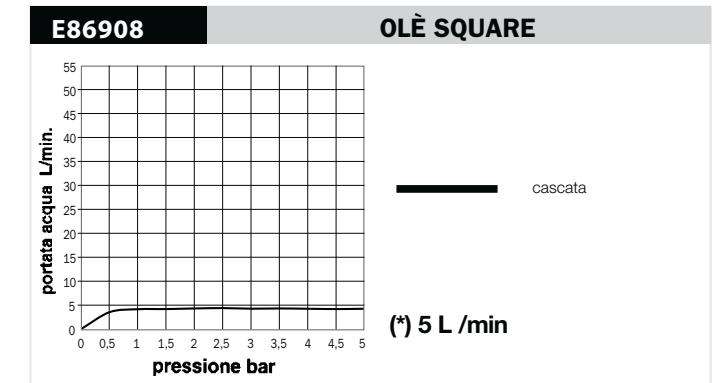 E86908 OLÈ SQUARE
55
50
45
40
35
30
25
20
15
10
5
0
portata acqua L/min.
0 0,5 1 1,5 2 2,5 3 3,5 4 4,5 5
pressione bar
cascata
(*) 5 L /min